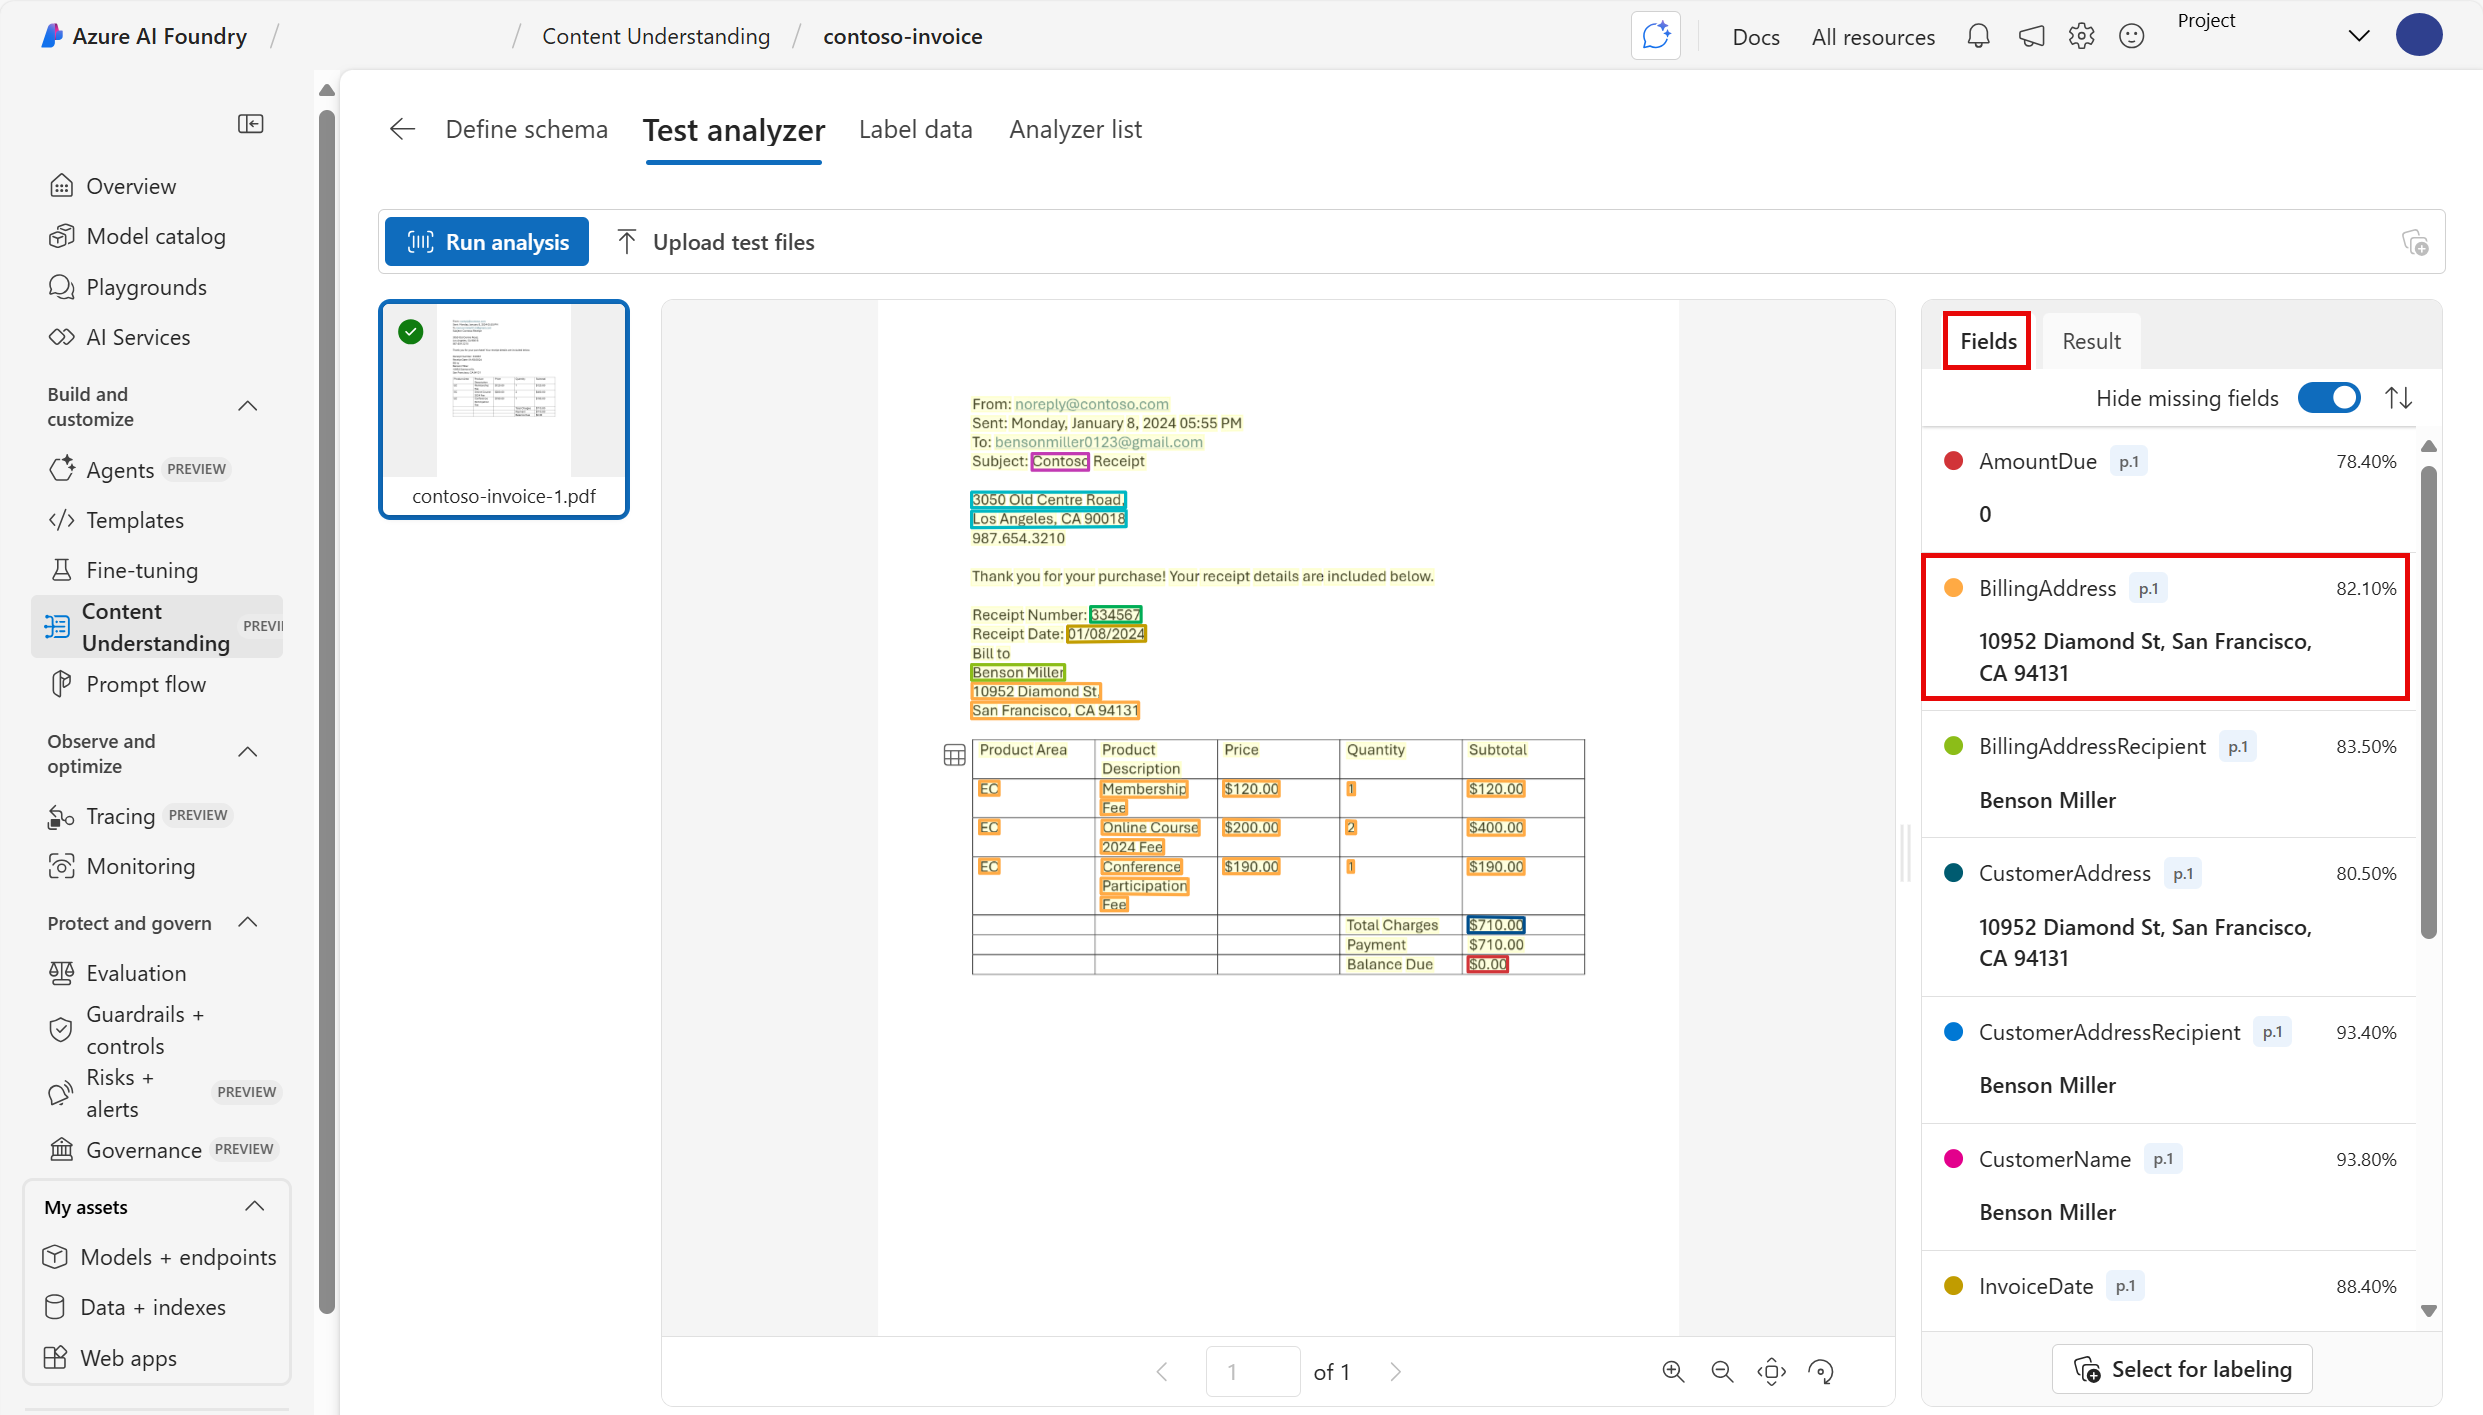 Azure AI Foundry / / Content Understanding / contoso-invoice
Docs All resources Project
Overview
Model catalog
Playgrounds
AI Services
Build and
customize
Agents PREVIEW
Templates
Fine-tuning
Content
Understanding PREVI
Prompt flow
Observe and
optimize
Tracing PREVIEW
Monitoring
Protect and govern
Evaluation
Guardrails +
controls
Risks +
alerts PREVIEW
Governance PREVIEW
My assets
Models + endpoints
Data + indexes
Web apps
Define schema Test analyzer Label data Analyzer list
Run analysis Upload test files
contoso-invoice-1.pdf
From: noreply@contoso.com
Sent: Monday, January 8, 2024 05:55 PM
To: bensonmiller0123@gmail.com
Subject: Contoso Receipt
3050 Old Centre Road,
Los Angeles, CA 90018
987.654.3210
Thank you for your purchase! Your receipt details are included below.
Receipt Number: 334567
Receipt Date: 01/08/2024
Bill to
Benson Miller
10952 Diamond St,
San Francisco, CA 94131
Product Area Product Description Price Quantity Subtotal
EC Membership Fee $120.00 1 $120.00
EC Online Course 2024 Fee $200.00 2 $400.00
EC Conference Participation Fee $190.00 1 $190.00
Total Charges $710.00
Payment $710.00
Balance Due $0.00
1 of 1
Fields Result
Hide missing fields
AmountDue p.1 78.40%
0
BillingAddress p.1 82.10%
10952 Diamond St, San Francisco,
CA 94131
BillingAddressRecipient p.1 83.50%
Benson Miller
CustomerAddress p.1 80.50%
10952 Diamond St, San Francisco,
CA 94131
CustomerAddressRecipient p.1 93.40%
Benson Miller
CustomerName p.1 93.80%
Benson Miller
InvoiceDate p.1 88.40%
Select for labeling